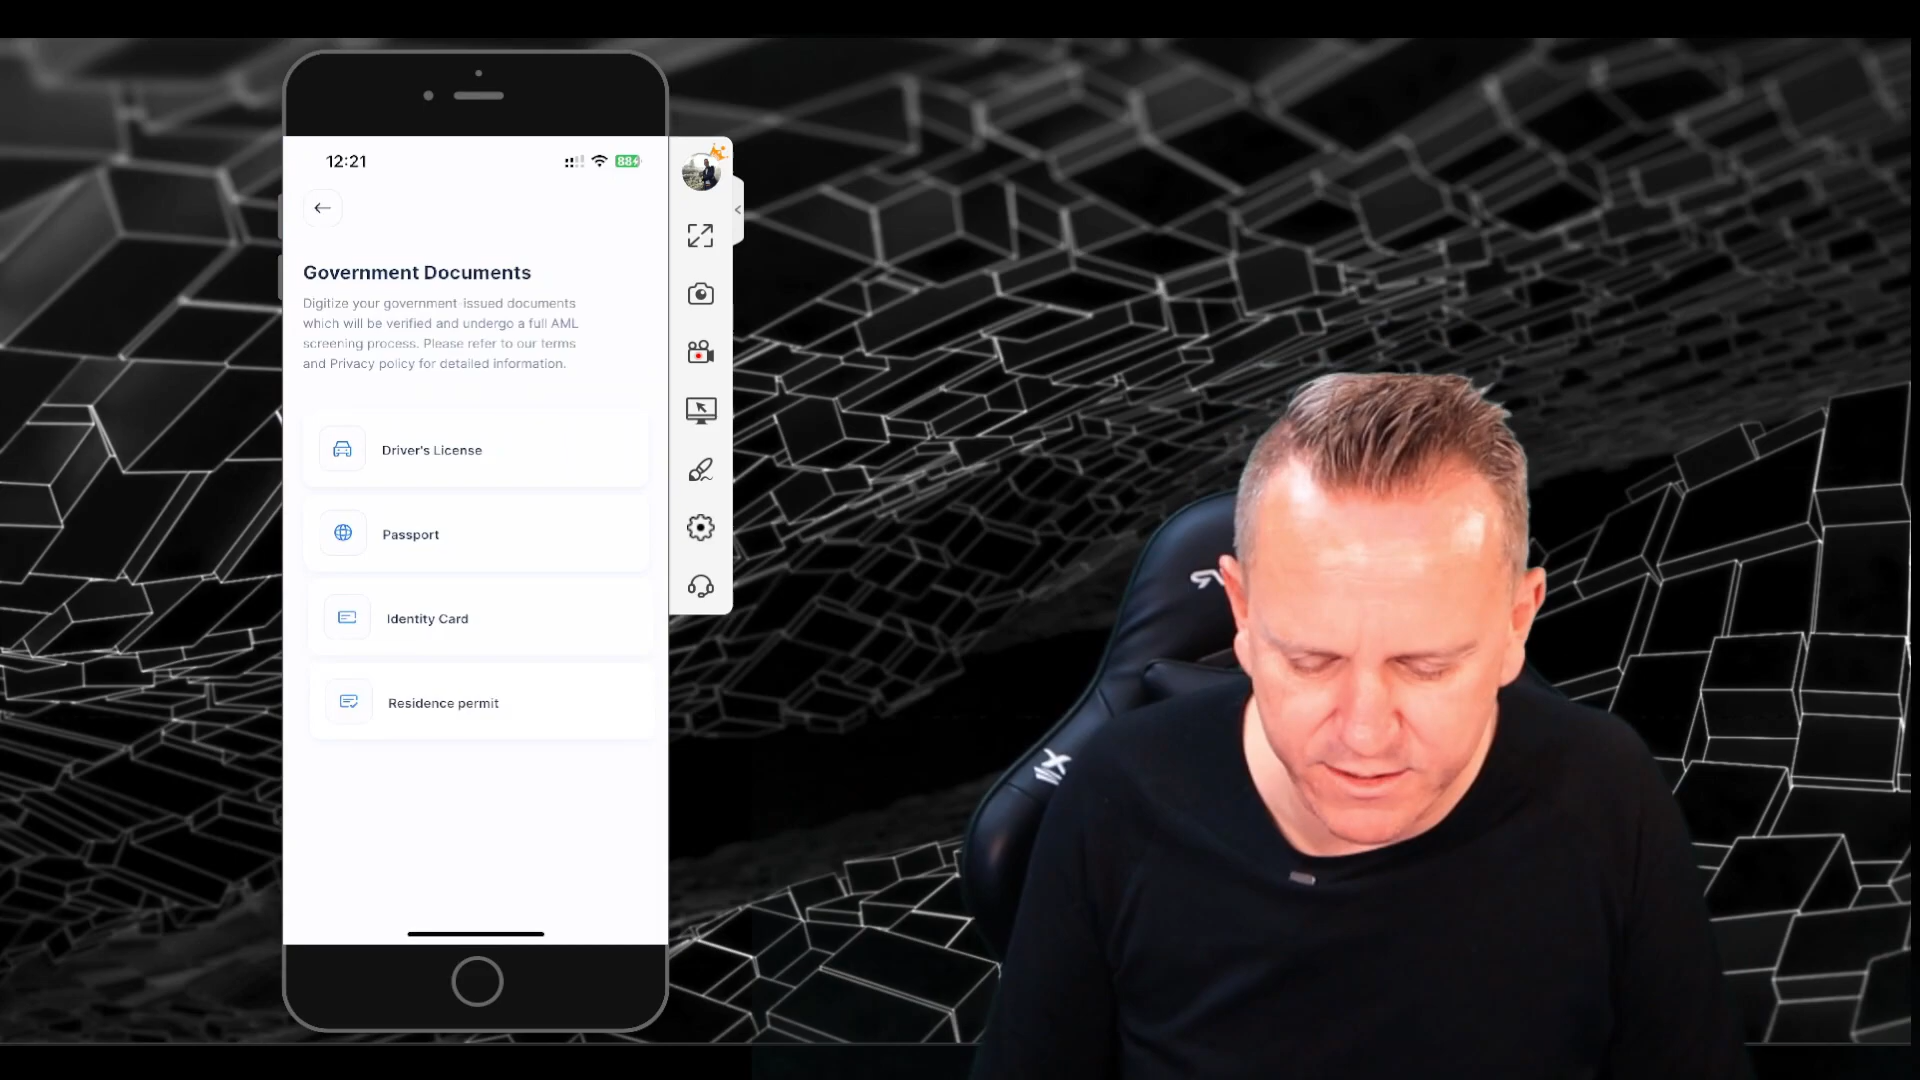 12:21
88
Government Documents
Digitize your government-issued documents
which will be verified and undergo a full AML
screening process. Please refer to our terms
and Privacy policy for detailed information.
Driver's License
Passport
Identity Card
Residence permit